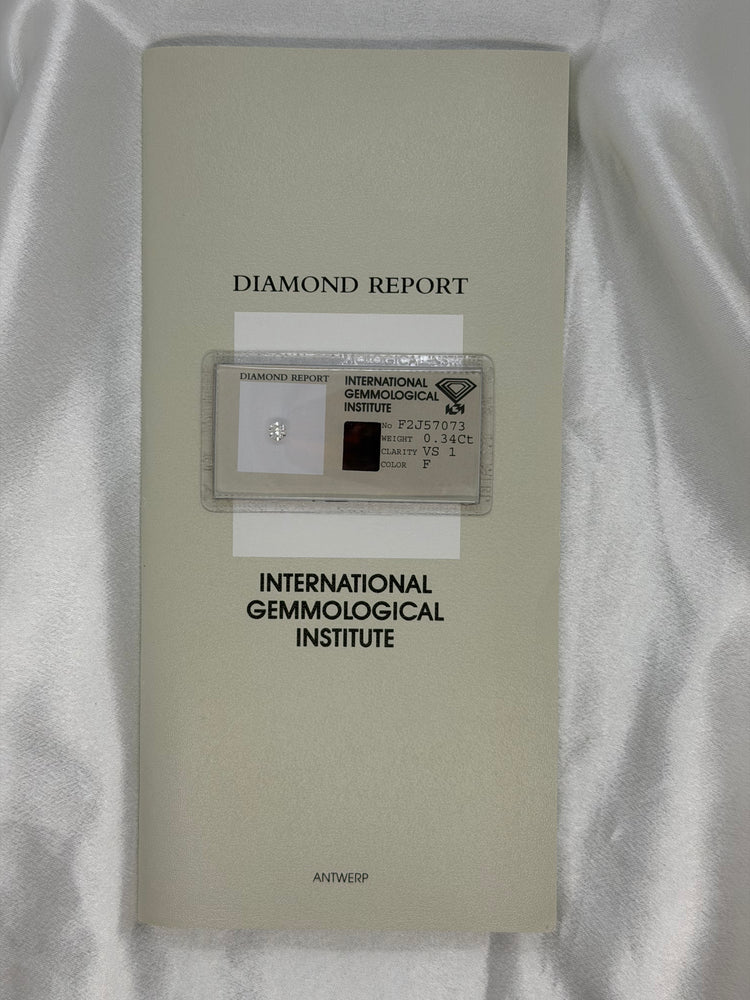 DIAMOND REPORT
DIAMOND REPORT
INTERNATIONAL
GEMMOLOGICAL
INSTITUTE
IGI
No F2J57073
WEIGHT 0.34Ct
CLARITY VS 1
COLOR F
INTERNATIONAL
GEMMOLOGICAL
INSTITUTE
ANTWERP